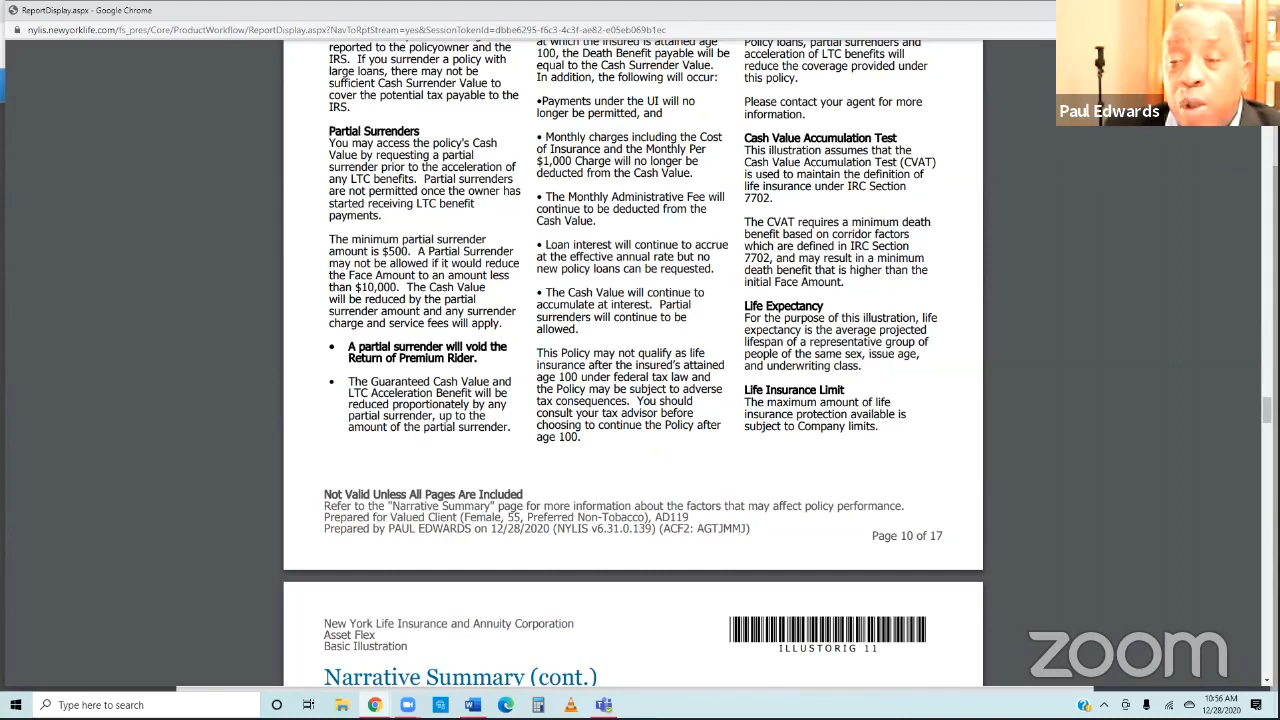 ReportDisplay.aspx - Google Chrome
nylis.newyorklife.com/fs_pres/Core/ProductWorkflow/ReportDisplay.aspx?NavToRptStream=yes&SessionTokenId=dbbe6295-f6c3-4c3f-ae82-e05eb069b1ec
reported to the policyowner and the
IRS. If you surrender a policy with
large loans, there may not be
sufficient Cash Surrender Value to
cover the potential tax payable to the
IRS.
Partial Surrenders
You may access the policy's Cash
Value by requesting a partial
surrender prior to the acceleration of
any LTC benefits. Partial surrenders
are not permitted once the owner has
started receiving LTC benefit
payments.
The minimum partial surrender
amount is $500. A Partial Surrender
may not be allowed if it would reduce
the Face Amount to an amount less
than $10,000. The Cash Value
will be reduced by the partial
surrender amount and any surrender
charge and service fees will apply.
• A partial surrender will void the
Return of Premium Rider.
• The Guaranteed Cash Value and
LTC Acceleration Benefit will be
reduced proportionately by any
partial surrender, up to the
amount of the partial surrender.
at which the insured is attained age
100, the Death Benefit payable will be
equal to the Cash Surrender Value.
In addition, the following will occur:
•Payments under the UI will no
longer be permitted, and
• Monthly charges including the Cost
of Insurance and the Monthly Per
$1,000 Charge will no longer be
deducted from the Cash Value.
• The Monthly Administrative Fee will
continue to be deducted from the
Cash Value.
• Loan interest will continue to accrue
at the effective annual rate but no
new policy loans can be requested.
• The Cash Value will continue to
accumulate at interest. Partial
surrenders will continue to be
allowed.
This Policy may not qualify as life
insurance after the insured's attained
age 100 under federal tax law and
the Policy may be subject to adverse
tax consequences. You should
consult your tax advisor before
choosing to continue the Policy after
age 100.
Policy loans, partial surrenders and
acceleration of LTC benefits will
reduce the coverage provided under
this policy.
Please contact your agent for more
information.
Cash Value Accumulation Test
This illustration assumes that the
Cash Value Accumulation Test (CVAT)
is used to maintain the definition of
life insurance under IRC Section
7702.
The CVAT requires a minimum death
benefit based on corridor factors
which are defined in IRC Section
7702, and may result in a minimum
death benefit that is higher than the
initial Face Amount.
Life Expectancy
For the purpose of this illustration, life
expectancy is the average projected
lifespan of a representative group of
people of the same sex, issue age,
and underwriting class.
Life Insurance Limit
The maximum amount of life
insurance protection available is
subject to Company limits.
Not Valid Unless All Pages Are Included
Refer to the "Narrative Summary" page for more information about the factors that may affect policy performance.
Prepared for Valued Client (Female, 55, Preferred Non-Tobacco), AD119
Prepared by PAUL EDWARDS on 12/28/2020 (NYLIS v6.31.0.139) (ACF2: AGTJMMJ)
Page 10 of 17
New York Life Insurance and Annuity Corporation
Asset Flex
Basic Illustration
ILLUSTORIG 11
Narrative Summary (cont.)
Paul Edwards
zoom
Type here to search
10:56 AM
12/28/2020